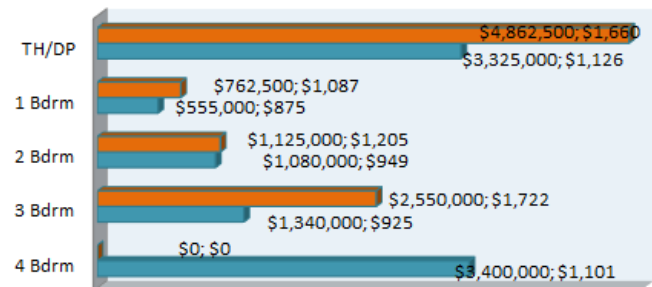 $4,862,500; $1,660
TH/DP
$3,325,000; $1,126
$762,500; $1,087
1 Bdrm
$555,000; $875
$1,125,000; $1,205
2 Bdrm
$1,080,000; $949
$2,550,000; $1,722
3 Bdrm
$1,340,000; $925
$0; $0
4 Bdrm
$3,400,000; $1,101